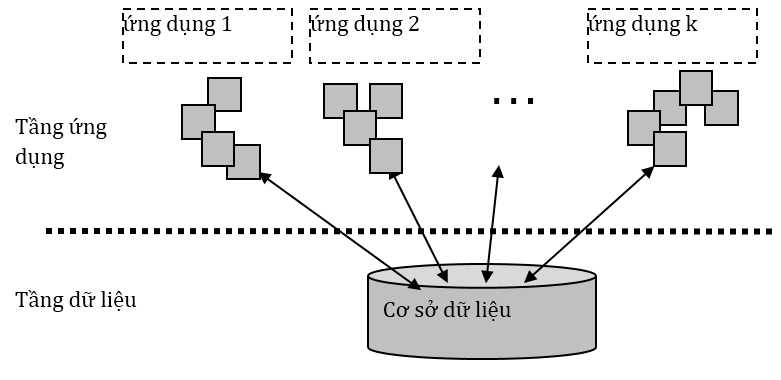 ứng dụng 1
ứng dụng 2
ứng dụng k
...
Tầng ứng
dụng
Tầng dữ liệu
Cơ sở dữ liệu